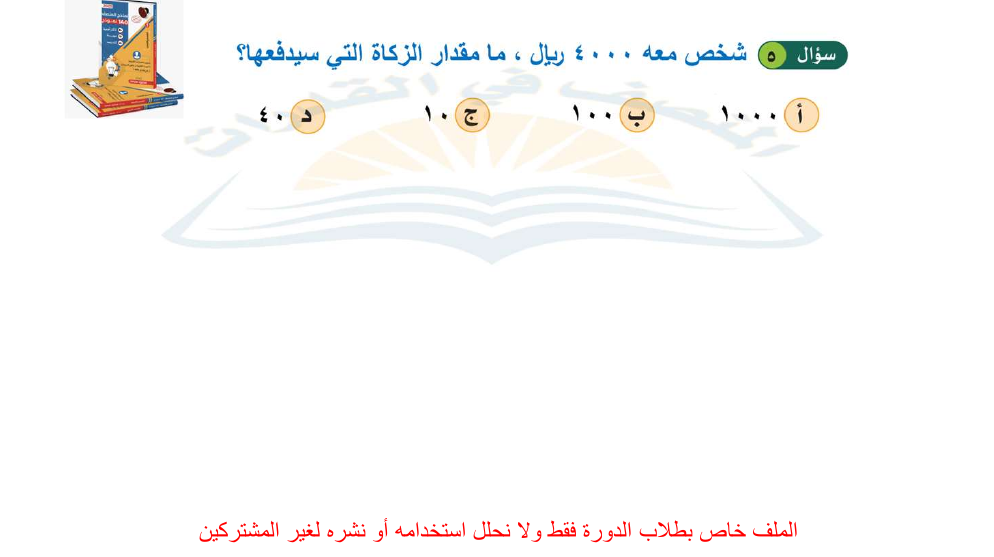 سؤال ٥ شخص معه ٤٠٠٠ ريال ، ما مقدار الزكاة التي سيدفعها؟
أ ١٠٠٠ ب ١٠٠ ج ١٠ د ٤٠
الملف خاص بطلاب الدورة فقط ولا نحلل استخدامه أو نشره لغير المشتركين